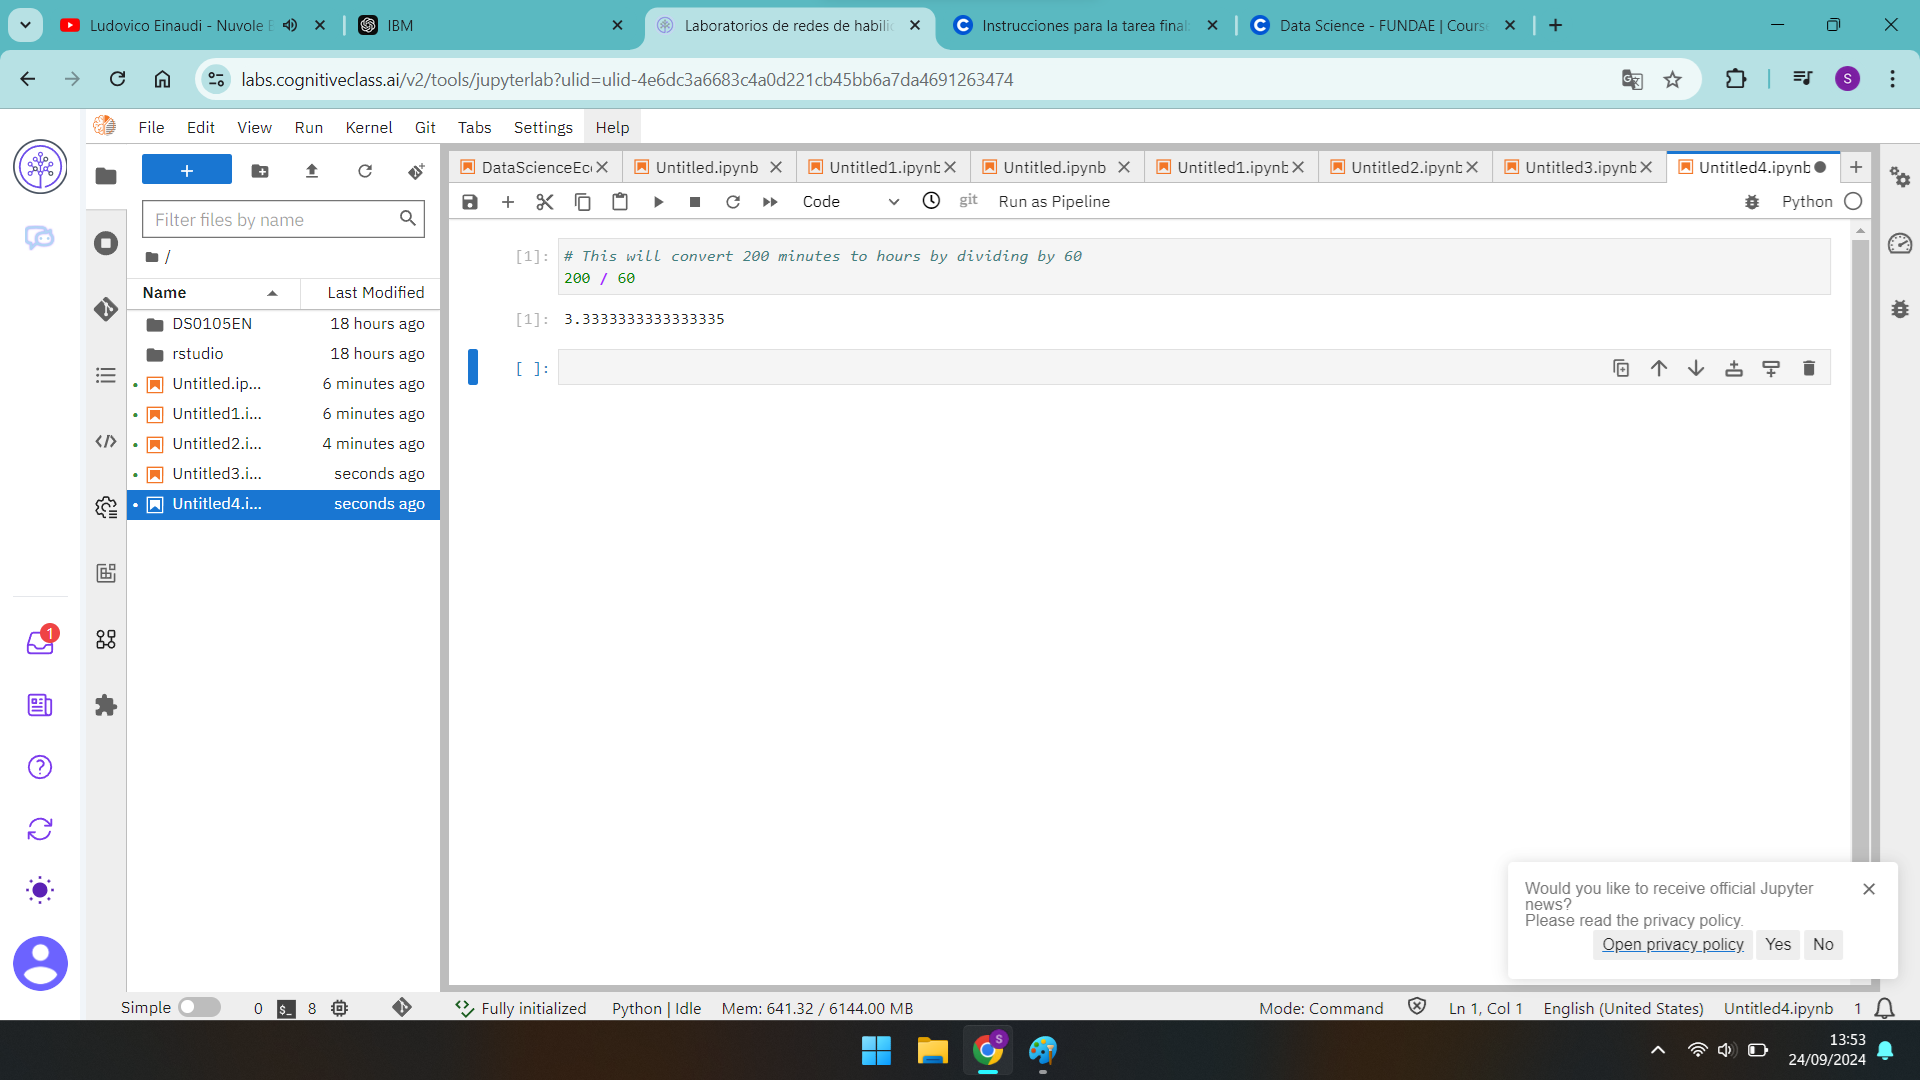 Ludovico Einaudi - Nuvole B
IBM
Laboratorios de redes de habilid
Instrucciones para la tarea final:
Data Science - FUNDAE | Course
labs.cognitiveclass.ai/v2/tools/jupyterlab?ulid=ulid-4e6dc3a6683c4a0d221cb45bb6a7da4691263474
S
File Edit View Run Kernel Git Tabs Settings Help
DataScienceEco
Untitled.ipynb
Untitled1.ipynb
Untitled.ipynb
Untitled1.ipynb
Untitled2.ipynb
Untitled3.ipynb
Untitled4.ipynb
Code
git
Run as Pipeline
Python
Filter files by name
/
Name Last Modified
DS0105EN 18 hours ago
rstudio 18 hours ago
Untitled.ip... 6 minutes ago
Untitled1.i... 6 minutes ago
Untitled2.i... 4 minutes ago
Untitled3.i... seconds ago
Untitled4.i... seconds ago
[1]: # This will convert 200 minutes to hours by dividing by 60
200 / 60
[1]: 3.3333333333333335
[ ]:
1
Would you like to receive official Jupyter
news?
Please read the privacy policy.
Open privacy policy Yes No
Simple 0 8 Fully initialized Python | Idle Mem: 641.32 / 6144.00 MB Mode: Command Ln 1, Col 1 English (United States) Untitled4.ipynb 1
S
13:53
24/09/2024